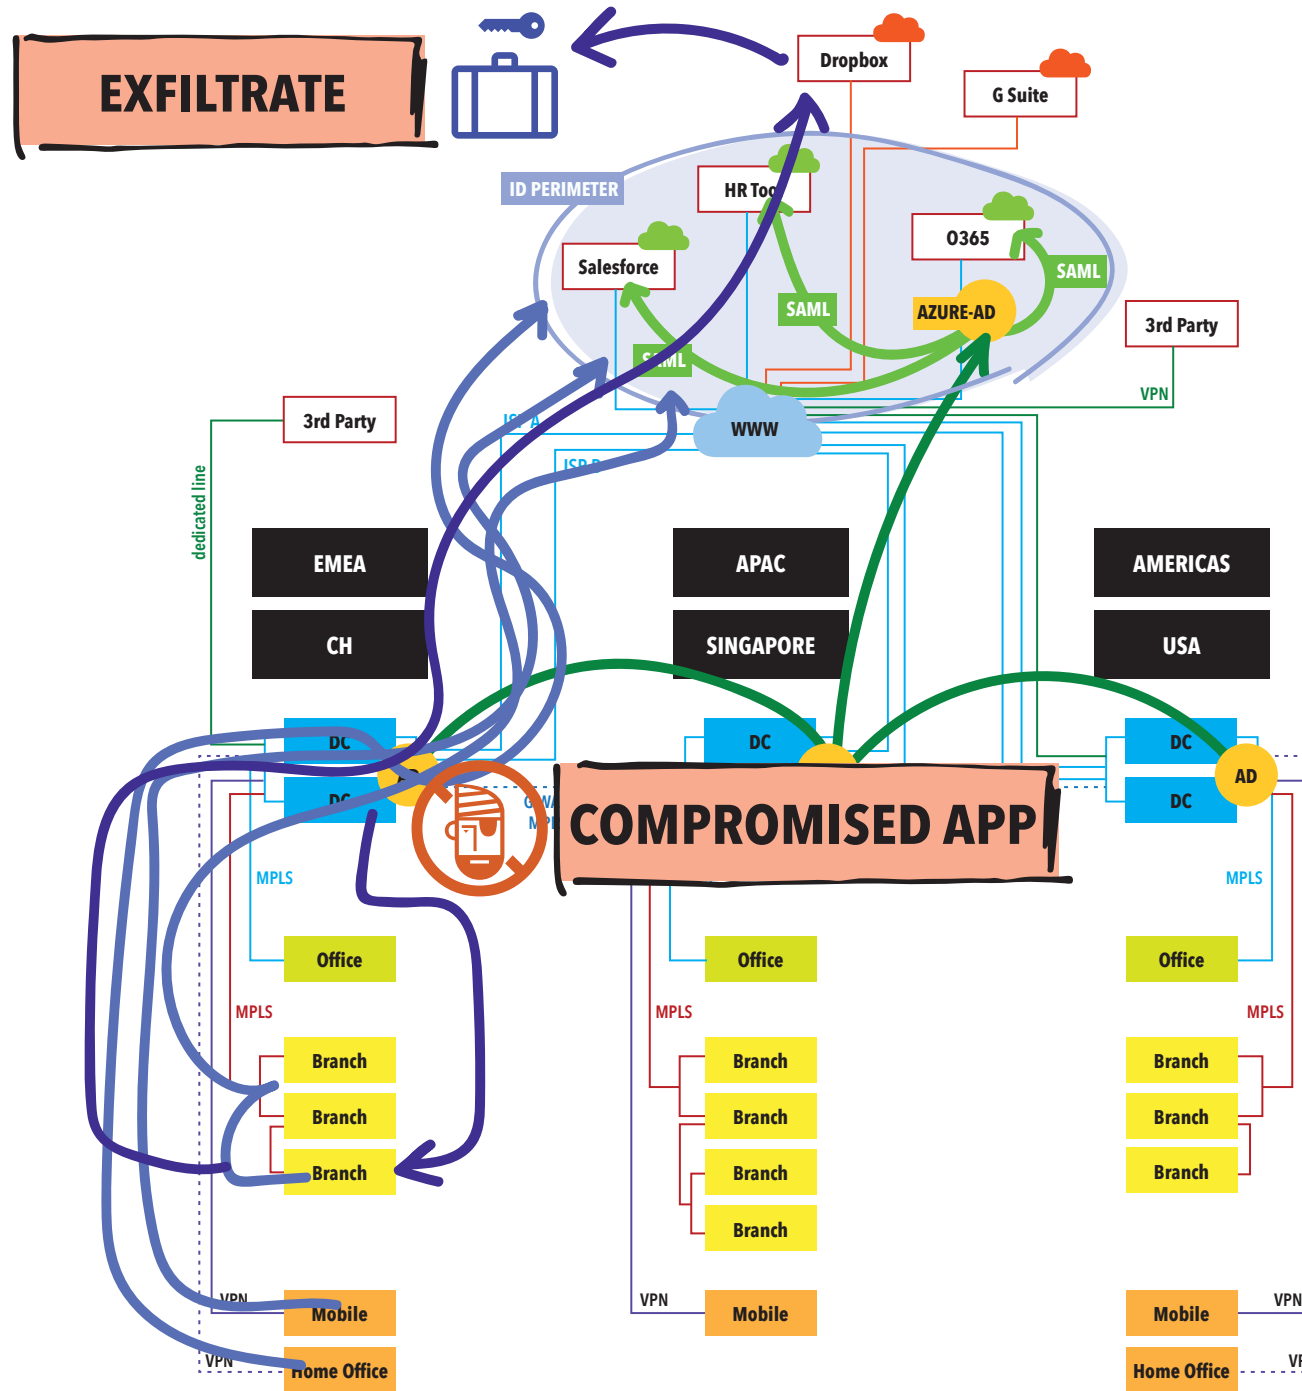 EXFILTRATE
Dropbox
G Suite
ID PERIMETER
HR Too
O365
Salesforce
SAML
SAML
SAML
AZURE-AD
3rd Party
VPN
3rd Party
ISP A
WWW
ISP B
dedicated line
EMEA
APAC
AMERICAS
CH
SINGAPORE
USA
DC
DC
DC
AD
DC
DC
COMPROMISED APP
MPLS
MPLS
Office
Office
Office
MPLS
MPLS
MPLS
Branch
Branch
Branch
Branch
Branch
Branch
Branch
Branch
Branch
Branch
VPN
Mobile
VPN
Mobile
Mobile
VPN
VPN
Home Office
Home Office